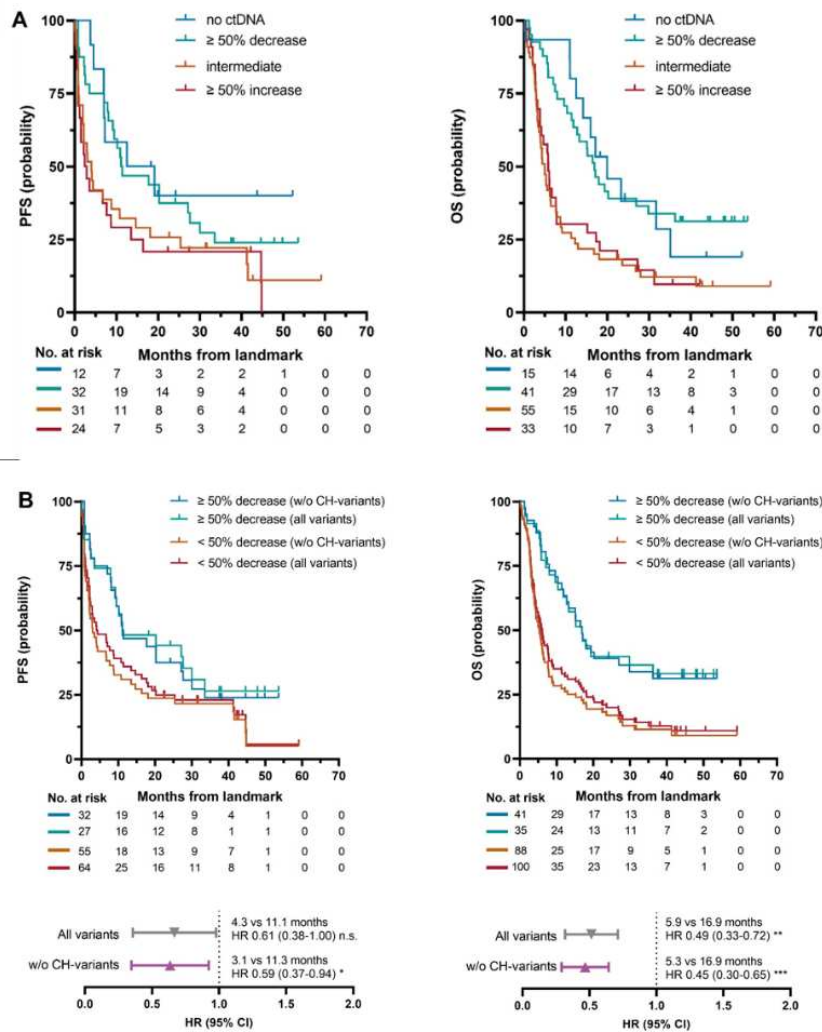 A
PFS (probability)
100
75
50
25
0
no ctDNA
≥ 50% decrease
intermediate
≥ 50% increase
0 10 20 30 40 50 60 70
No. at risk Months from landmark
12 7 3 2 2 1 0 0
32 19 14 9 4 0 0 0
31 11 8 6 4 0 0 0
24 7 5 3 2 0 0 0
OS (probability)
100
75
50
25
0
no ctDNA
≥ 50% decrease
intermediate
≥ 50% increase
0 10 20 30 40 50 60 70
No. at risk Months from landmark
15 14 6 4 2 1 0 0
41 29 17 13 8 3 0 0
55 15 10 6 4 1 0 0
33 10 7 3 1 0 0 0
B
PFS (probability)
100
75
50
25
0
≥ 50% decrease (w/o CH-variants)
≥ 50% decrease (all variants)
< 50% decrease (w/o CH-variants)
< 50% decrease (all variants)
0 10 20 30 40 50 60 70
No. at risk Months from landmark
32 19 14 9 4 1 0 0
27 16 12 8 1 1 0 0
55 18 13 9 7 1 0 0
64 25 16 11 8 1 0 0
OS (probability)
100
75
50
25
0
≥ 50% decrease (w/o CH-variants)
≥ 50% decrease (all variants)
< 50% decrease (w/o CH-variants)
< 50% decrease (all variants)
0 10 20 30 40 50 60 70
No. at risk Months from landmark
41 29 17 13 8 3 0 0
35 24 13 11 7 2 0 0
88 25 17 9 5 1 0 0
100 35 23 13 7 1 0 0
All variants
4.3 vs 11.1 months
HR 0.61 (0.38-1.00) n.s.
w/o CH-variants
3.1 vs 11.3 months
HR 0.59 (0.37-0.94) *
0.0 0.5 1.0 1.5 2.0
HR (95% CI)
All variants
5.9 vs 16.9 months
HR 0.49 (0.33-0.72) **
w/o CH-variants
5.3 vs 16.9 months
HR 0.45 (0.30-0.65) ***
0.0 0.5 1.0 1.5 2.0
HR (95% CI)